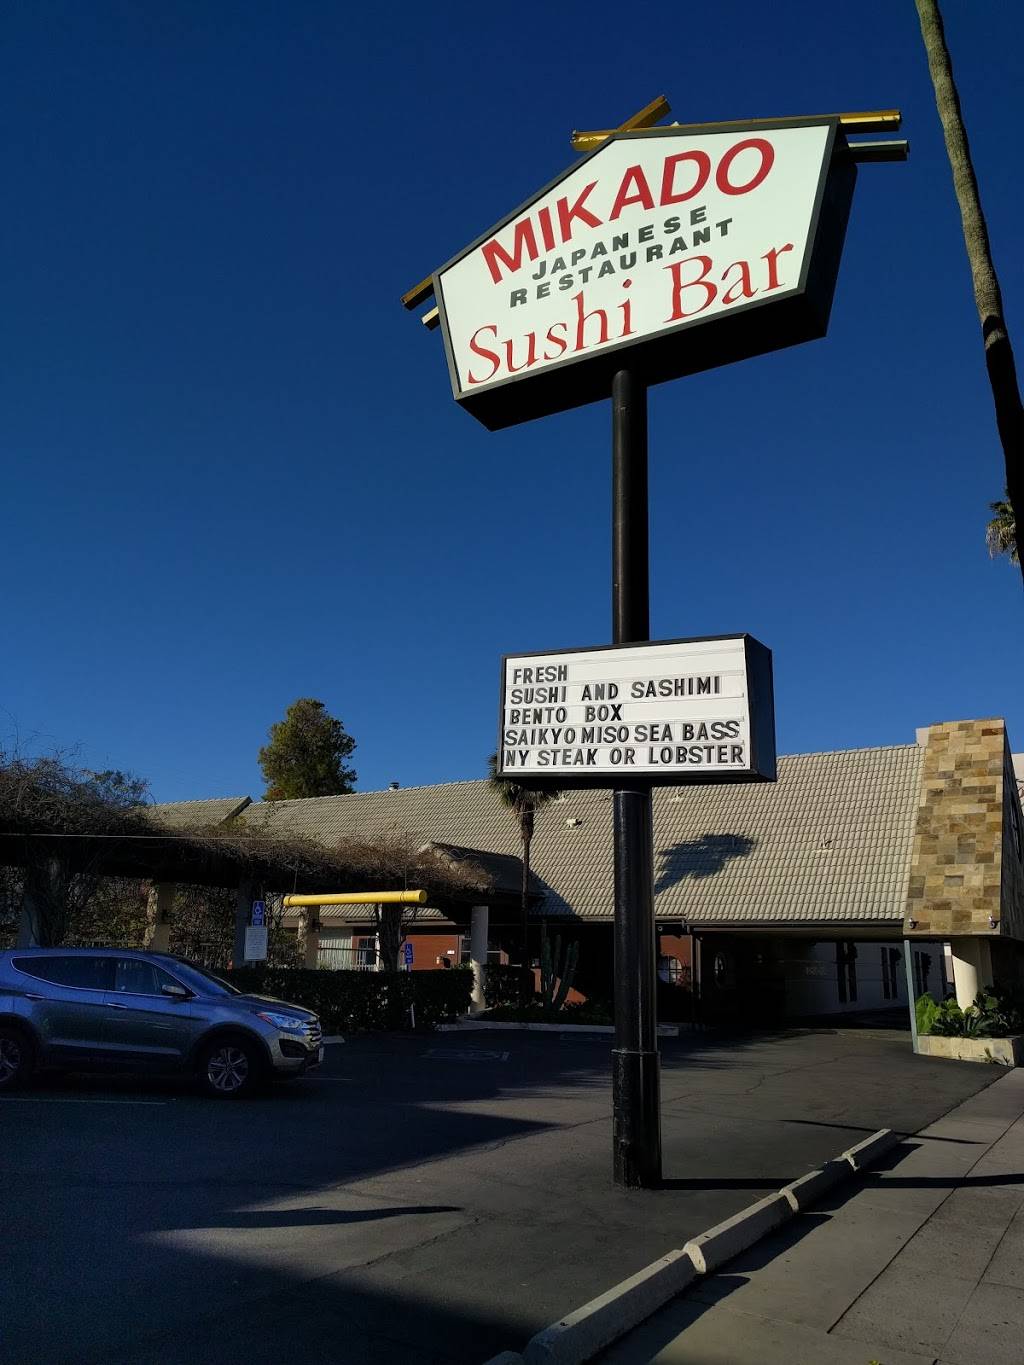 MIKADO
JAPANESE
RESTAURANT
Sushi Bar
FRESH
SUSHI AND SASHIMI
BENTO BOX
SAIKYO MISO SEA BASS
NY STEAK OR LOBSTER